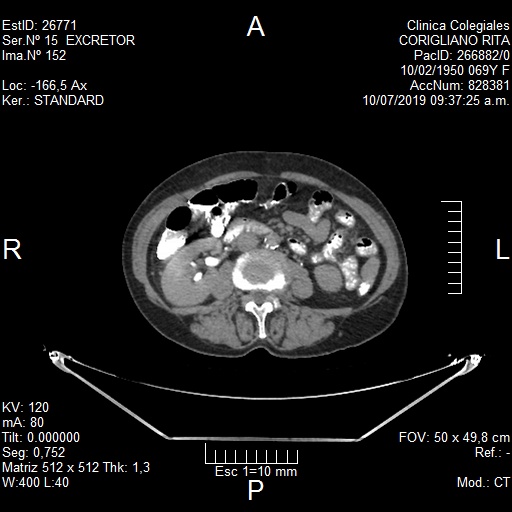 EstID: 26771
Ser.Nº 15 EXCRETOR
Ima.Nº 152
Loc: -166,5 Ax
Ker.: STANDARD
A
Clinica Colegiales
CORIGLIANO RITA
PacID: 266882/0
10/02/1950 069Y F
AccNum: 828381
10/07/2019 09:37:25 a.m.
R
L
KV: 120
mA: 80
Tilt: 0.000000
Seg: 0,752
Matriz 512 x 512 Thk: 1,3
W:400 L:40
Esc 1=10 mm
P
FOV: 50 x 49,8 cm
Ref.: -
Mod.: CT